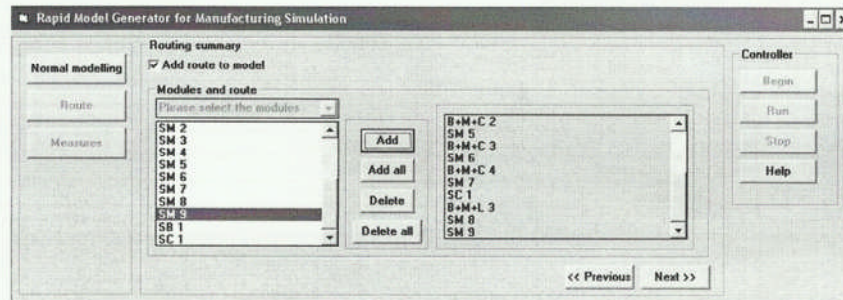 Rapid Model Generator for Manufacturing Simulation
Normal modelling
Route
Measures
Routing summary
Add route to model
Modules and route
Please select the modules
SM 2
SM 3
SM 4
SM 5
SM 6
SM 7
SM 8
SM 9
SB 1
SC 1
Add
Add all
Delete
Delete all
B+M+C 2
SM 5
B+M+C 3
SM 6
B+M+C 4
SM 7
SC 1
B+M+L 3
SM 8
SM 9
<< Previous
Next >>
Controller
Begin
Run
Stop
Help